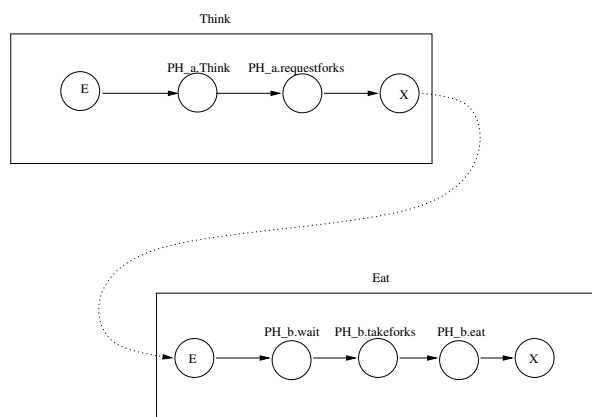 Think
PH_a.Think PH_a.requestforks
E X
Eat
PH_b.wait PH_b.takeforks PH_b.eat
E X